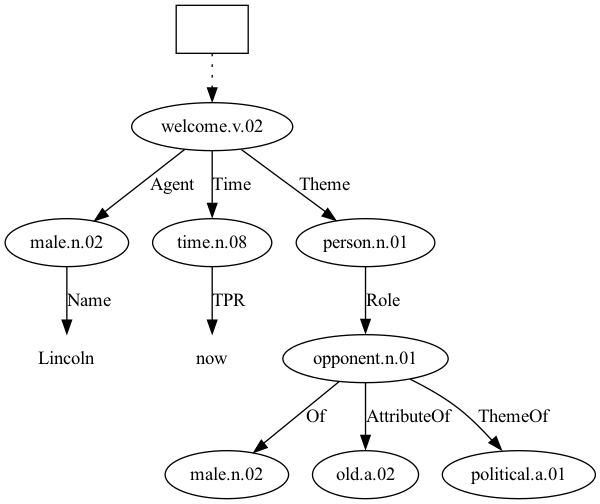 welcome.v.02
Agent Time Theme
male.n.02 time.n.08 person.n.01
Name TPR Role
Lincoln now opponent.n.01
Of AttributeOf ThemeOf
male.n.02 old.a.02 political.a.01